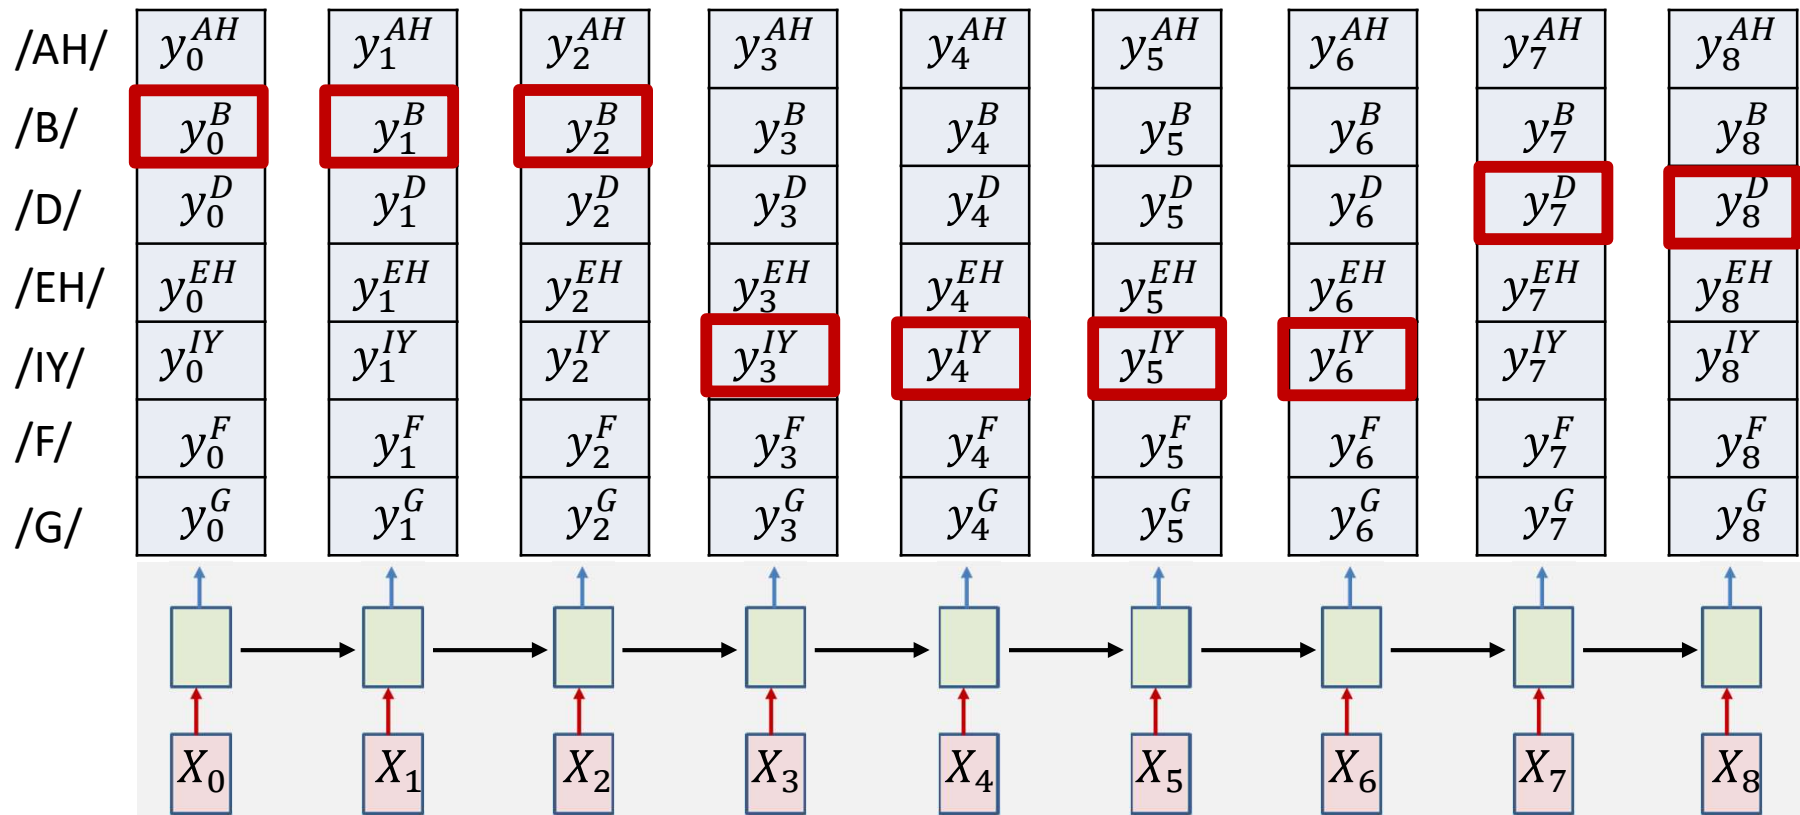 /AH/ y_0^{AH} y_1^{AH} y_2^{AH} y_3^{AH} y_4^{AH} y_5^{AH} y_6^{AH} y_7^{AH} y_8^{AH}
/B/ y_0^{B} y_1^{B} y_2^{B} y_3^{B} y_4^{B} y_5^{B} y_6^{B} y_7^{B} y_8^{B}
/D/ y_0^{D} y_1^{D} y_2^{D} y_3^{D} y_4^{D} y_5^{D} y_6^{D} y_7^{D} y_8^{D}
/EH/ y_0^{EH} y_1^{EH} y_2^{EH} y_3^{EH} y_4^{EH} y_5^{EH} y_6^{EH} y_7^{EH} y_8^{EH}
/IY/ y_0^{IY} y_1^{IY} y_2^{IY} y_3^{IY} y_4^{IY} y_5^{IY} y_6^{IY} y_7^{IY} y_8^{IY}
/F/ y_0^{F} y_1^{F} y_2^{F} y_3^{F} y_4^{F} y_5^{F} y_6^{F} y_7^{F} y_8^{F}
/G/ y_0^{G} y_1^{G} y_2^{G} y_3^{G} y_4^{G} y_5^{G} y_6^{G} y_7^{G} y_8^{G}
X_0 X_1 X_2 X_3 X_4 X_5 X_6 X_7 X_8